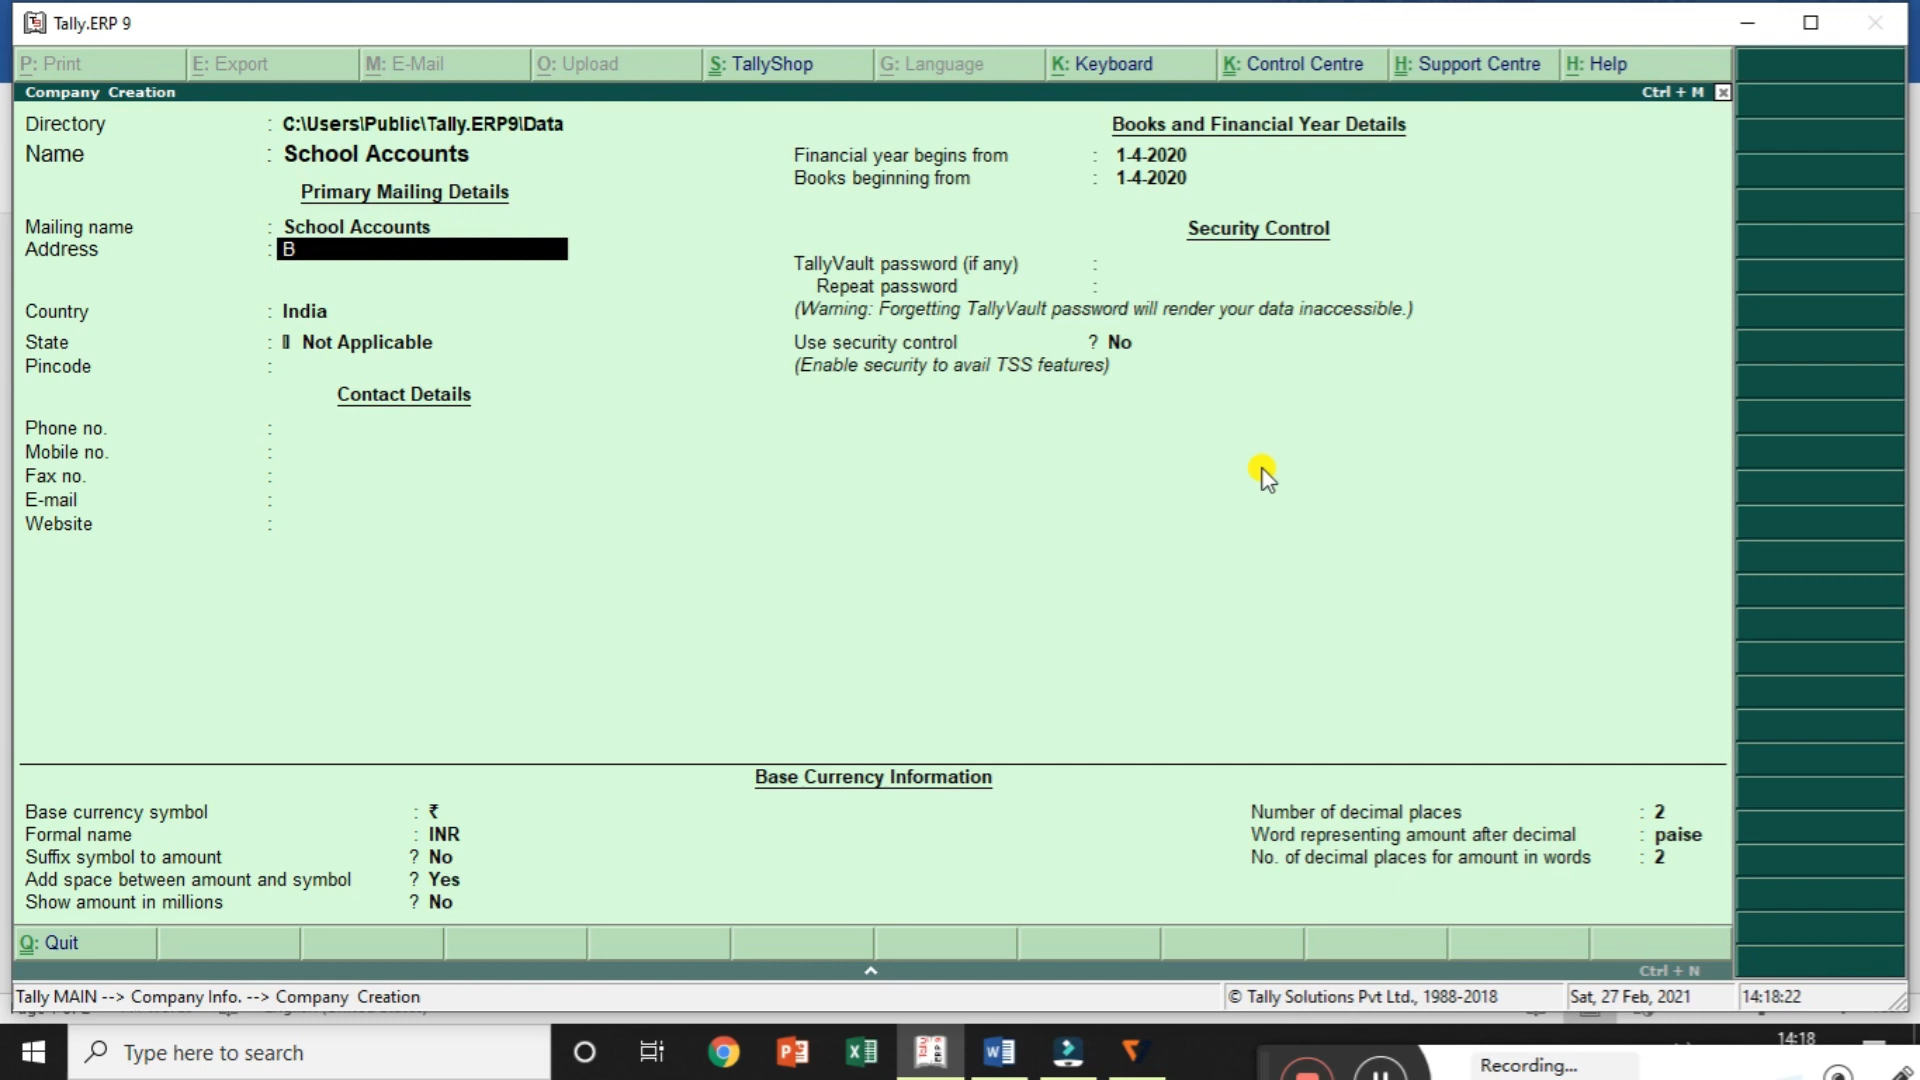 Tally.ERP 9
P: Print E: Export M: E-Mail O: Upload S: TallyShop G: Language K: Keyboard K: Control Centre H: Support Centre H: Help
Company Creation Ctrl + M
Directory : C:\Users\Public\Tally.ERP9\Data
Name : School Accounts
Primary Mailing Details
Mailing name : School Accounts
Address : B
Country : India
State : Not Applicable
Pincode :
Contact Details
Phone no. :
Mobile no. :
Fax no. :
E-mail :
Website :
Books and Financial Year Details
Financial year begins from : 1-4-2020
Books beginning from : 1-4-2020
Security Control
TallyVault password (if any) :
Repeat password :
(Warning: Forgetting TallyVault password will render your data inaccessible.)
Use security control ? No
(Enable security to avail TSS features)
Base Currency Information
Base currency symbol : ₹
Formal name : INR
Suffix symbol to amount ? No
Add space between amount and symbol ? Yes
Show amount in millions ? No
Number of decimal places : 2
Word representing amount after decimal : paise
No. of decimal places for amount in words : 2
Q: Quit
Ctrl + N
Tally MAIN --> Company Info. --> Company Creation © Tally Solutions Pvt Ltd., 1988-2018 Sat, 27 Feb, 2021 14:18:22
Type here to search
14:18
Recording...